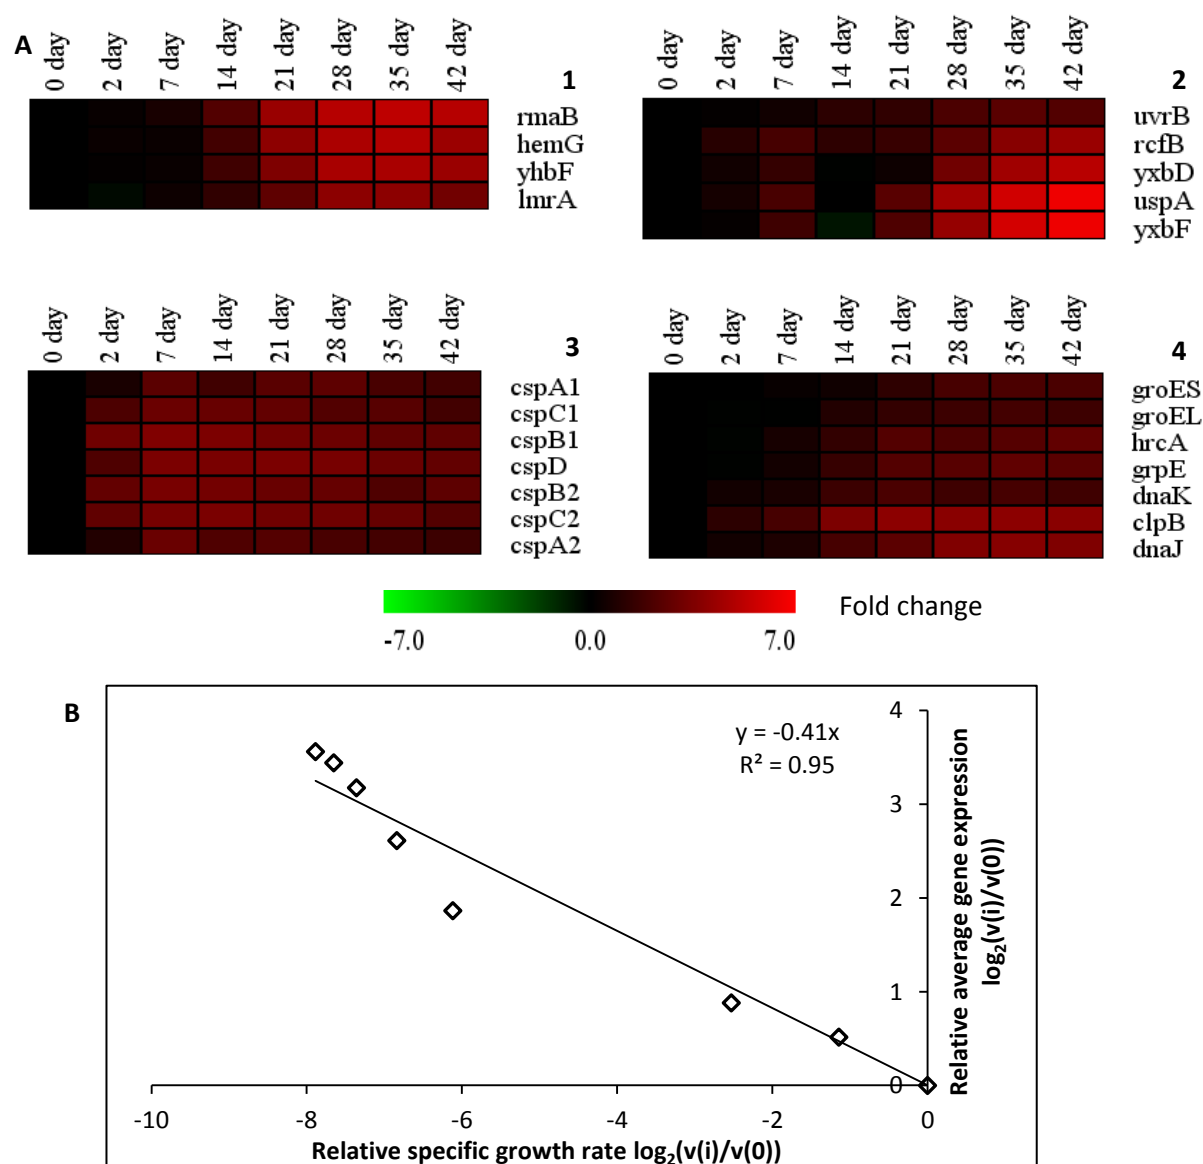 A
0 day 2 day 7 day 14 day 21 day 28 day 35 day 42 day
1
rmaB
hemG
yhbF
lmrA
0 day 2 day 7 day 14 day 21 day 28 day 35 day 42 day
2
uvrB
rcfB
yxbD
uspA
yxbF
0 day 2 day 7 day 14 day 21 day 28 day 35 day 42 day
3
cspA1
cspC1
cspB1
cspD
cspB2
cspC2
cspA2
0 day 2 day 7 day 14 day 21 day 28 day 35 day 42 day
4
groES
groEL
hrcA
grpE
dnaK
clpB
dnaJ
Fold change
-7.0 0.0 7.0
B
y = -0.41x
R² = 0.95
4
3
2
1
0
Relative average gene expression
log₂(v(i)/v(0))
-10 -8 -6 -4 -2 0
Relative specific growth rate log₂(v(i)/v(0))